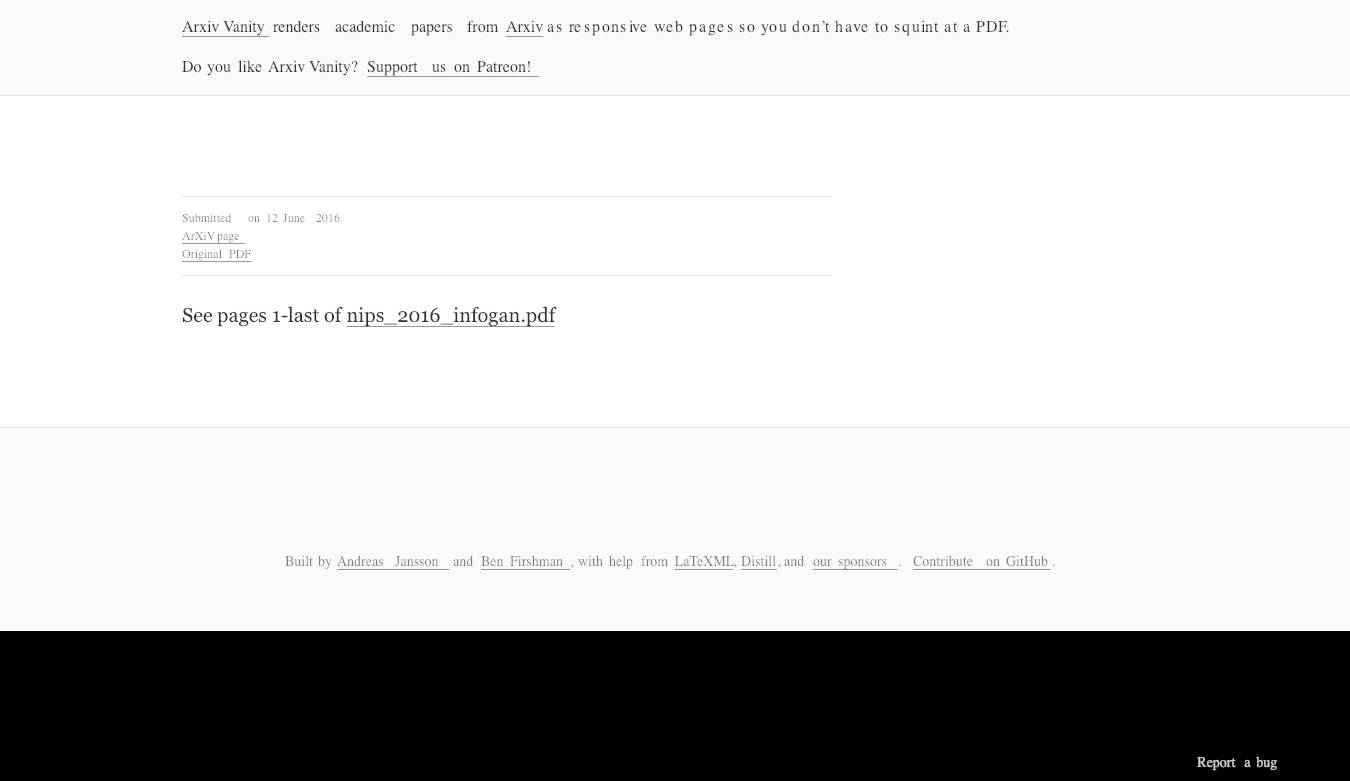 Arxiv Vanity renders academic papers from Arxiv as responsive web pages so you don’t have to squint at a PDF.
Do you like Arxiv Vanity? Support us on Patreon!
Submitted on 12 June 2016
ArXiV page
Original PDF
See pages 1-last of nips_2016_infogan.pdf
Built by Andreas Jansson and Ben Firshman, with help from LaTeXML, Distill, and our sponsors. Contribute on GitHub.
Report a bug